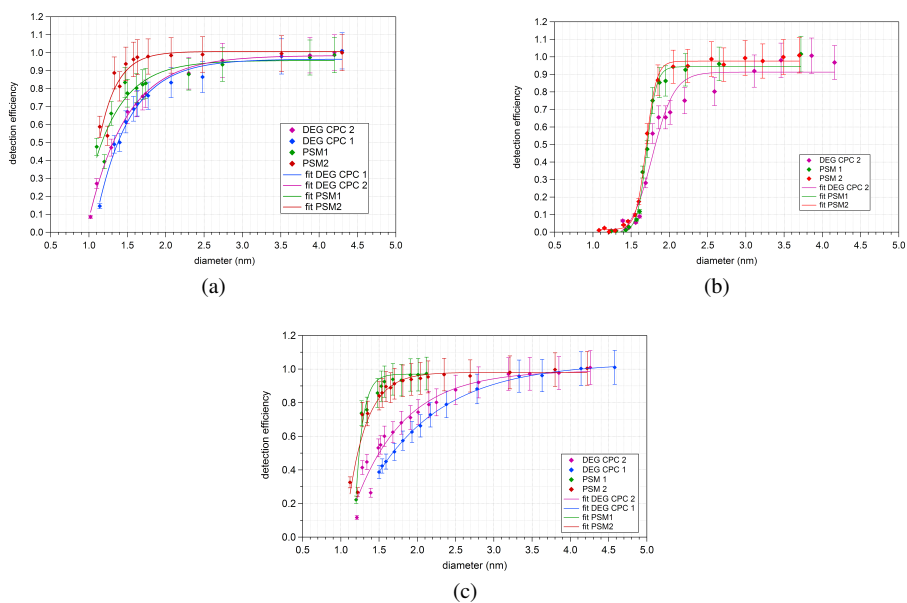 1.2
1.1
1.0
0.9
0.8
0.7
0.6
0.5
0.4
0.3
0.2
0.1
0.0
detection efficiency
0.5 1.0 1.5 2.0 2.5 3.0 3.5 4.0 4.5 5.0
diameter (nm)
DEG CPC 2
DEG CPC 1
PSM1
PSM2
fit DEG CPC 1
fit DEG CPC 2
fit PSM1
fit PSM2
(a)
1.2
1.1
1.0
0.9
0.8
0.7
0.6
0.5
0.4
0.3
0.2
0.1
0.0
detection efficiency
0.0 0.5 1.0 1.5 2.0 2.5 3.0 3.5 4.0 4.5 5.0
diameter (nm)
DEG CPC 2
PSM 1
PSM 2
fit DEG CPC 2
fit PSM1
fit PSM2
(b)
1.2
1.0
0.8
0.6
0.4
0.2
0.0
detection efficiency
0.5 1.0 1.5 2.0 2.5 3.0 3.5 4.0 4.5 5.0
diameter (nm)
DEG CPC 2
DEG CPC 1
PSM 1
PSM 2
fit DEG CPC 2
fit DEG CPC 1
fit PSM1
fit PSM2
(c)